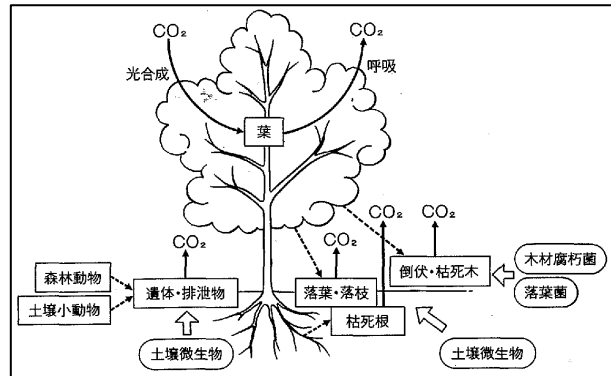 CO₂
CO₂
光合成
呼吸
葉
CO₂
CO₂
CO₂
CO₂
森林動物
土壌小動物
遺体・排泄物
落葉・落枝
倒伏・枯死木
木材腐朽菌
落葉菌
枯死根
土壌微生物
土壌微生物